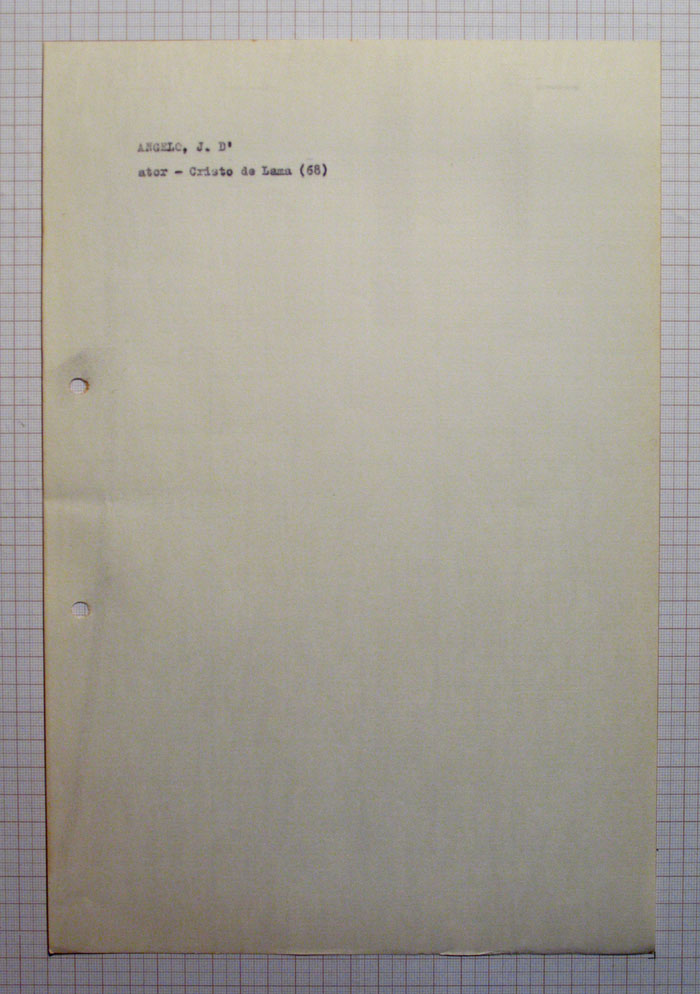 ANGELO, J. D'
ator - Cristo de Lama (68)